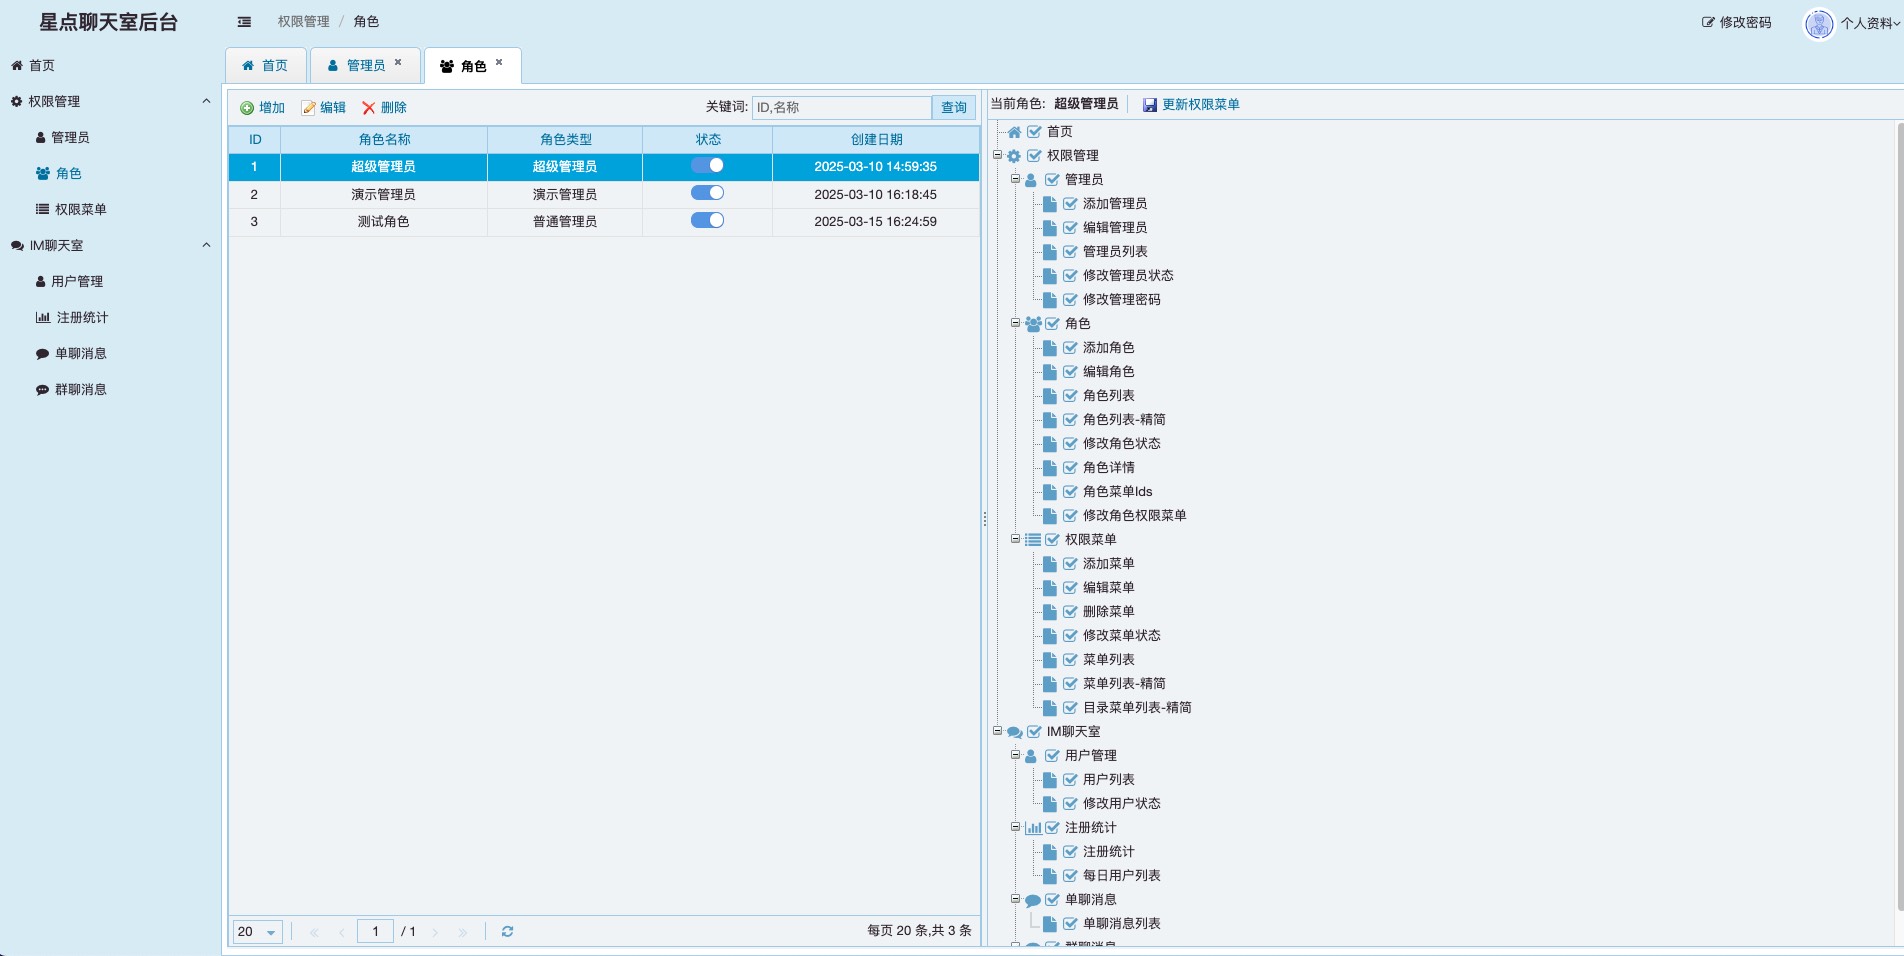 星点聊天室后台
权限管理 / 角色
修改密码
个人资料
首页
权限管理
管理员
角色
权限菜单
IM聊天室
用户管理
注册统计
单聊消息
群聊消息
首页
管理员
角色
增加 编辑 删除
关键词: ID,名称 查询
ID 角色名称 角色类型 状态 创建日期
1 超级管理员 超级管理员 2025-03-10 14:59:35
2 演示管理员 演示管理员 2025-03-10 16:18:45
3 测试角色 普通管理员 2025-03-15 16:24:59
20 1 / 1 每页 20 条,共 3 条
当前角色: 超级管理员 更新权限菜单
首页
权限管理
管理员
添加管理员
编辑管理员
管理员列表
修改管理员状态
修改管理密码
角色
添加角色
编辑角色
角色列表
角色列表-精简
修改角色状态
角色详情
角色菜单Ids
修改角色权限菜单
权限菜单
添加菜单
编辑菜单
删除菜单
修改菜单状态
菜单列表
菜单列表-精简
目录菜单列表-精简
IM聊天室
用户管理
用户列表
修改用户状态
注册统计
注册统计
每日用户列表
单聊消息
单聊消息列表
群聊消息